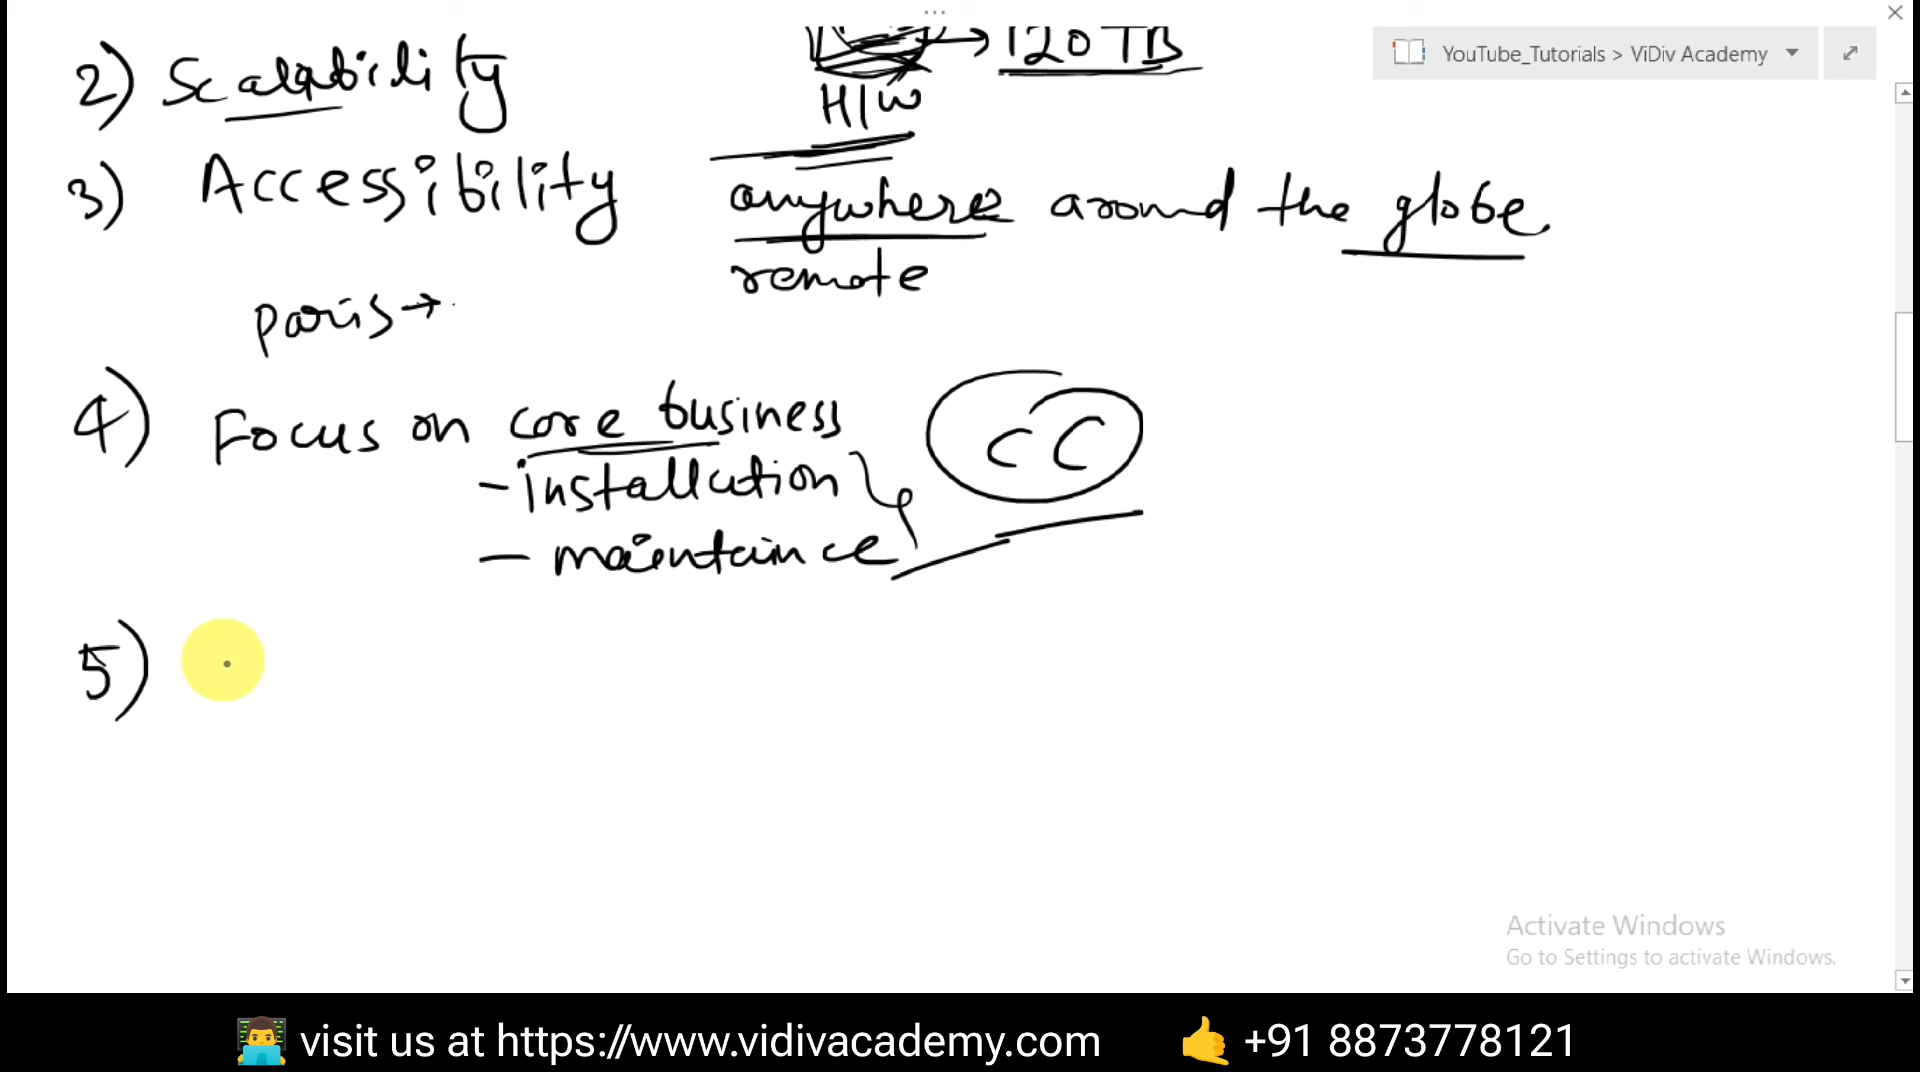 YouTube_Tutorials > ViDiv Academy
→ 120 TB
H/W
2) Scalability
3) Accessibility anywhere around the globe
remote
paris →
4) Focus on core business
CC
- installation
- maintaince
5)
Activate Windows
Go to Settings to activate Windows.
visit us at https://www.vidivacademy.com
+91 8873778121